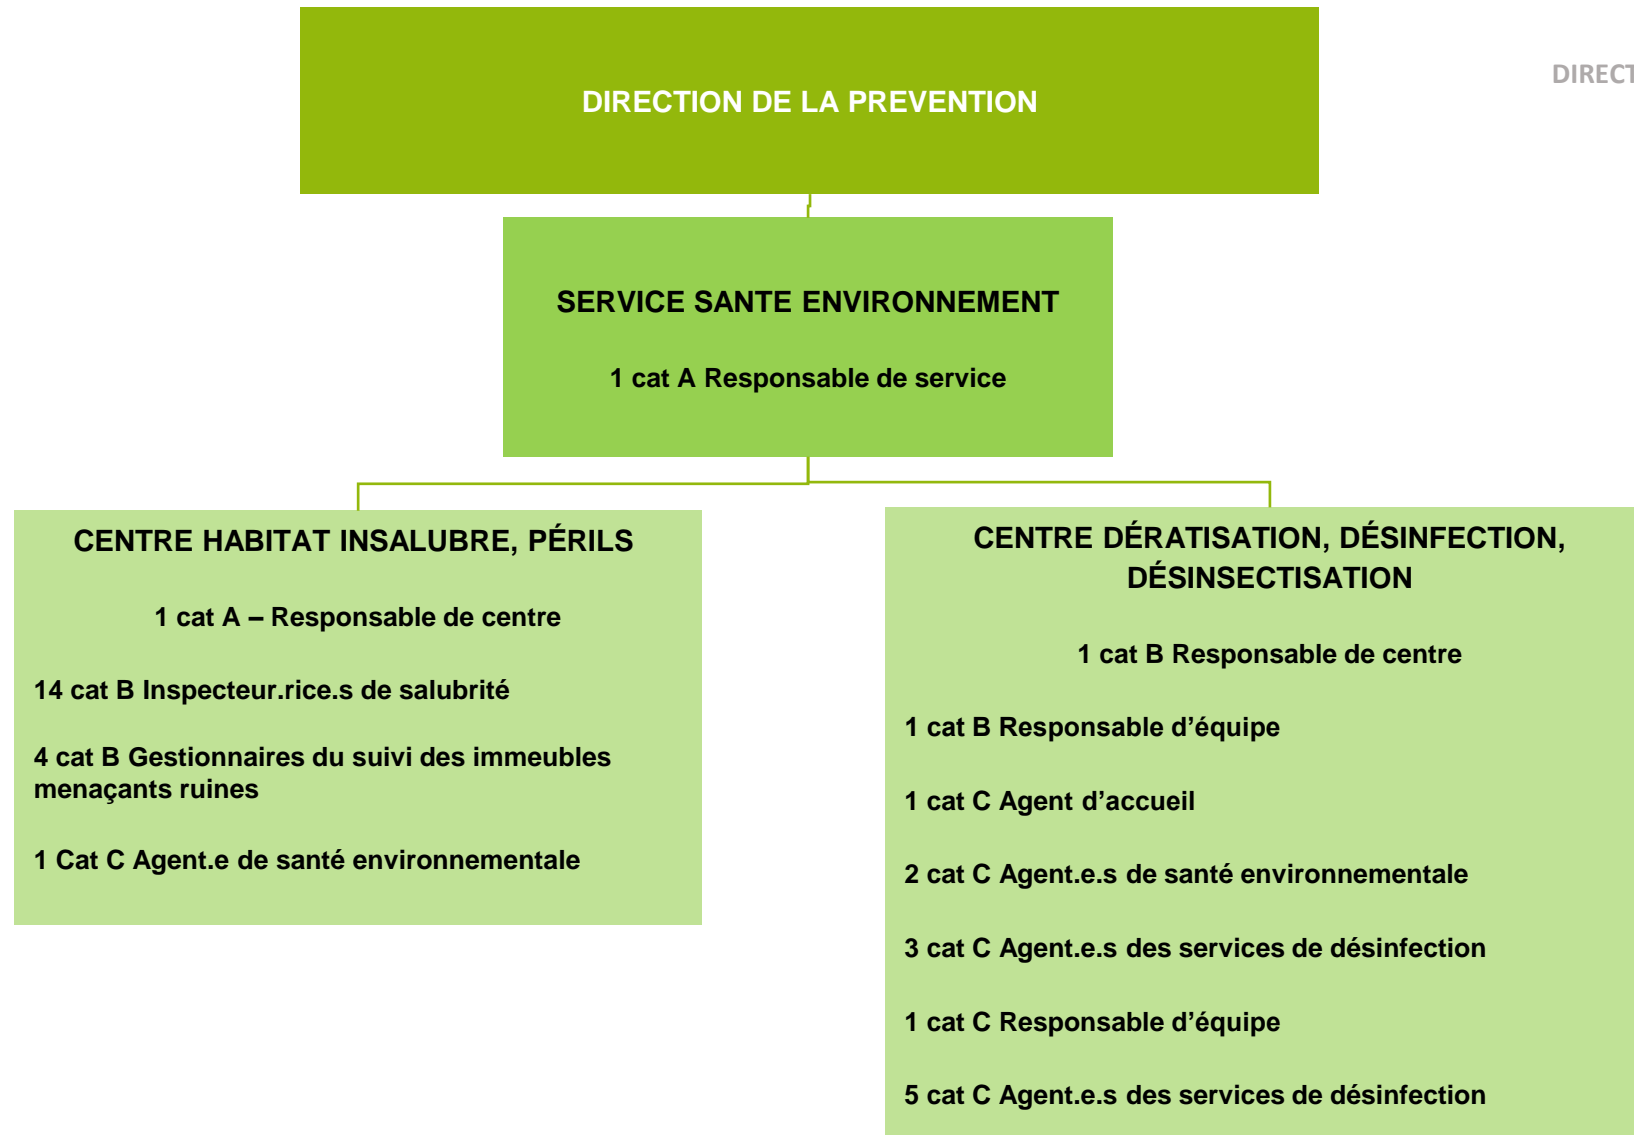 DIRECTION DE LA PREVENTION
SERVICE SANTE ENVIRONNEMENT
1 cat A Responsable de service
CENTRE HABITAT INSALUBRE, PÉRILS
1 cat A – Responsable de centre
14 cat B Inspecteur.rice.s de salubrité
4 cat B Gestionnaires du suivi des immeubles
menaçants ruines
1 Cat C Agent.e de santé environnementale
CENTRE DÉRATISATION, DÉSINFECTION,
DÉSINSECTISATION
1 cat B Responsable de centre
1 cat B Responsable d’équipe
1 cat C Agent d’accueil
2 cat C Agent.e.s de santé environnementale
3 cat C Agent.e.s des services de désinfection
1 cat C Responsable d’équipe
5 cat C Agent.e.s des services de désinfection